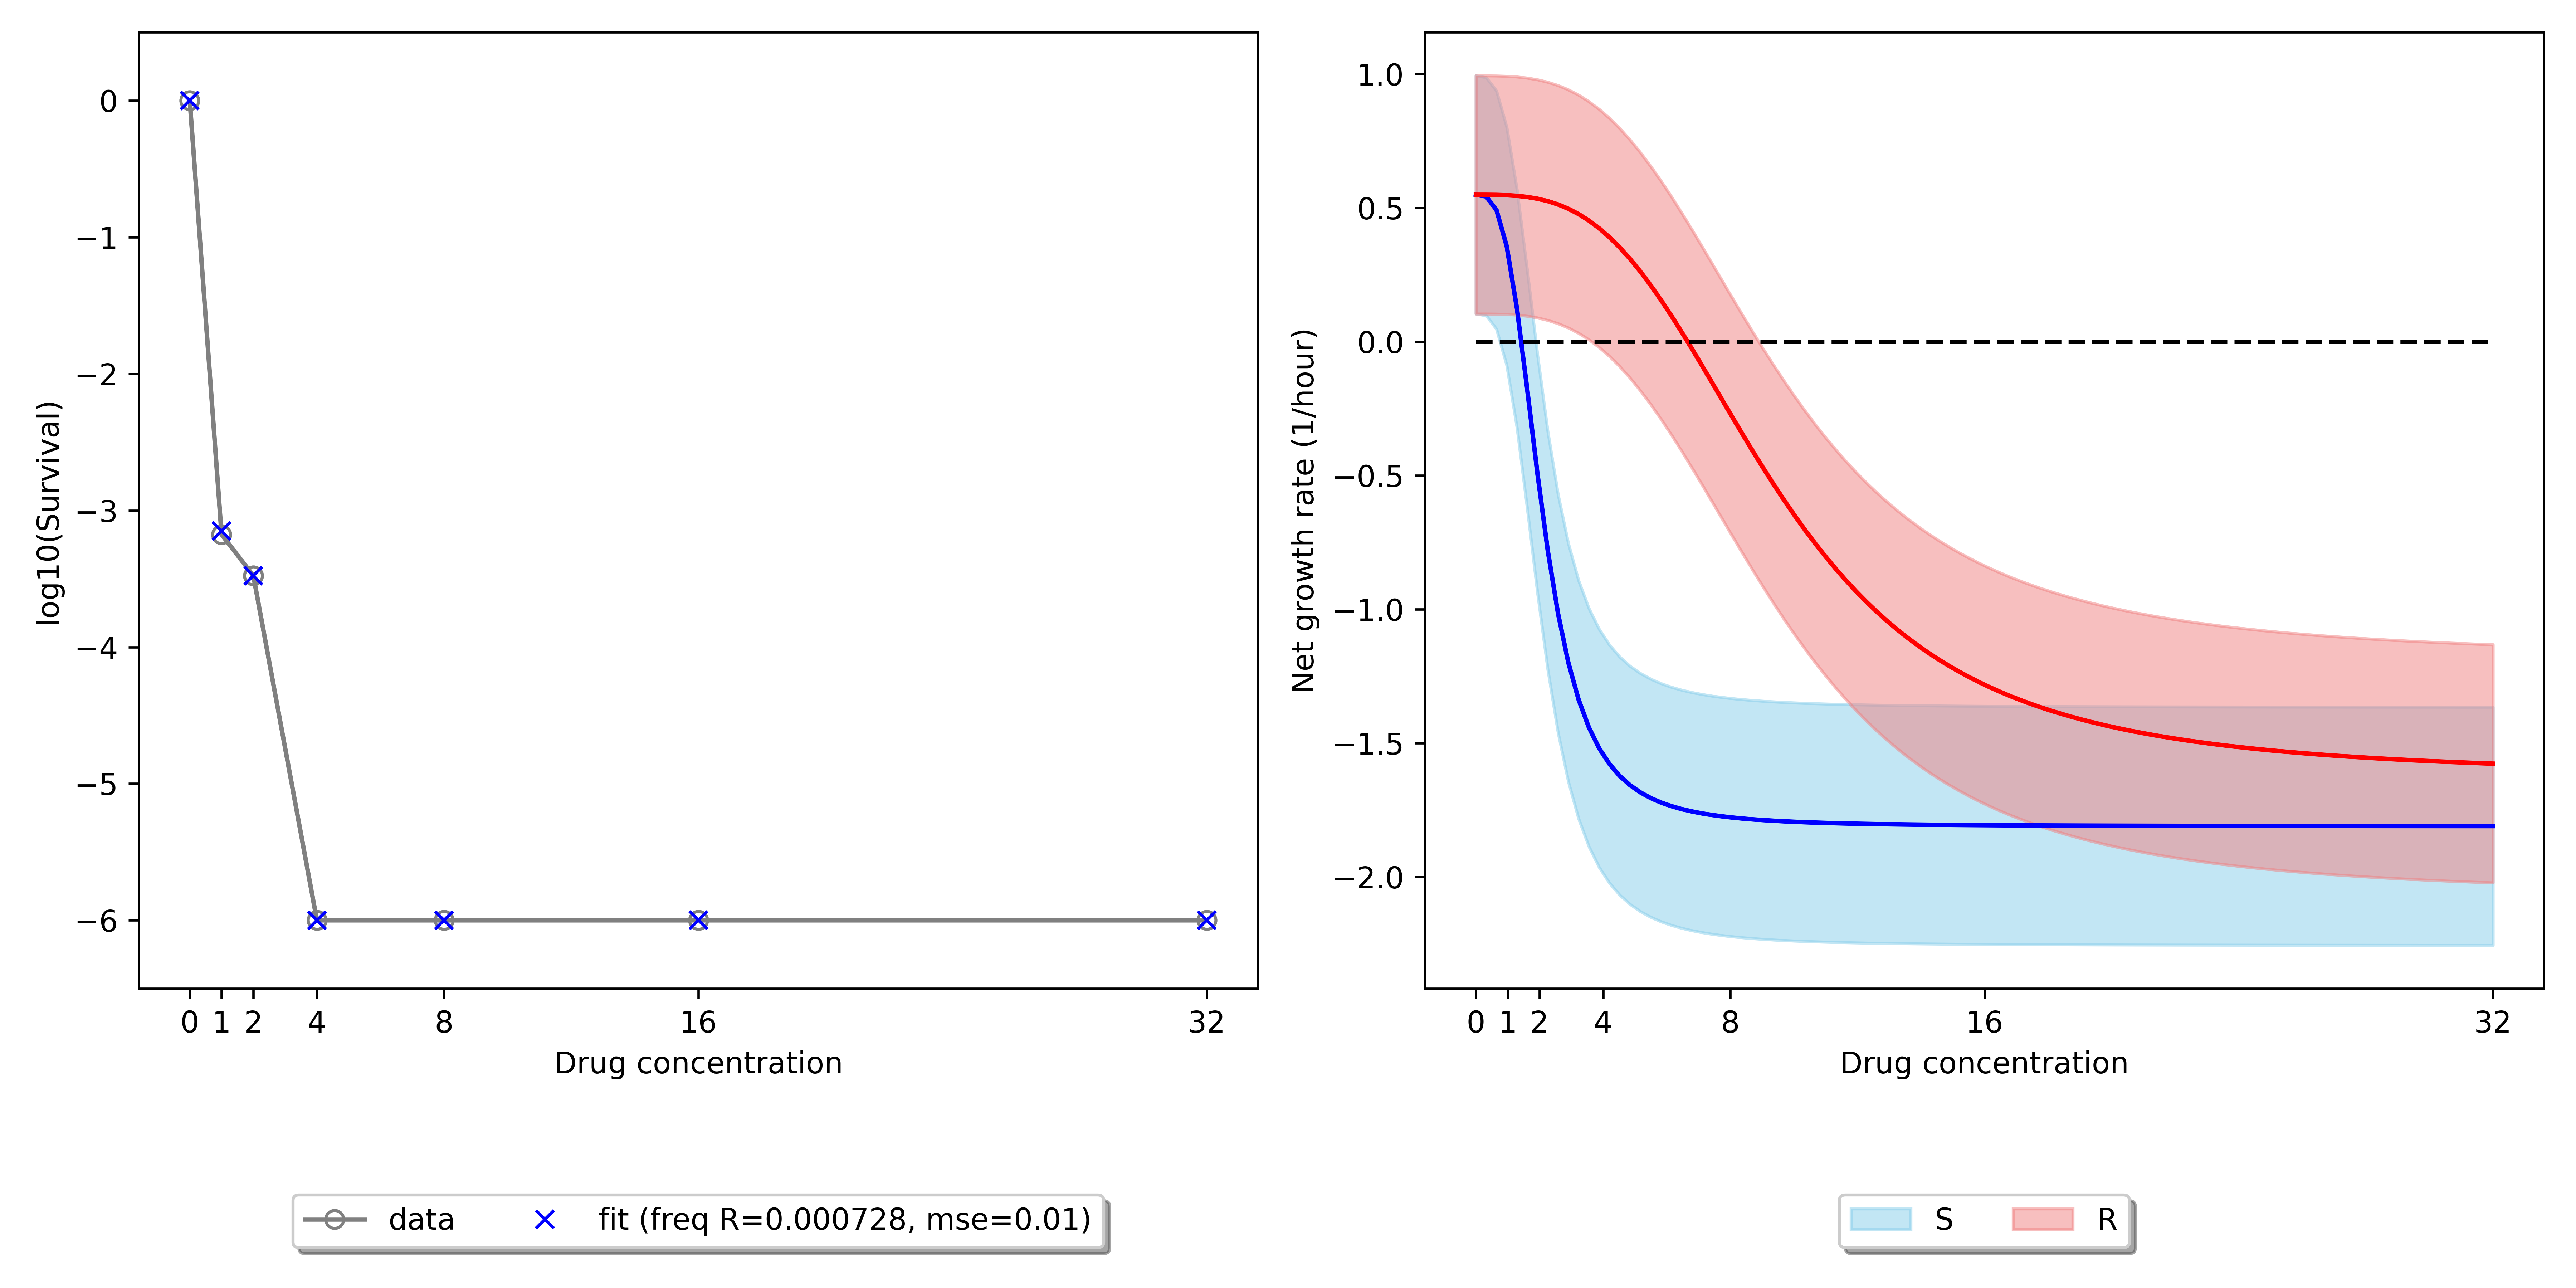 log10(Survival)
0
−1
−2
−3
−4
−5
−6
0 1 2 4 8 16 32
Drug concentration
data fit (freq R=0.000728, mse=0.01)
Net growth rate (1/hour)
1.0
0.5
0.0
−0.5
−1.0
−1.5
−2.0
0 1 2 4 8 16 32
Drug concentration
S R